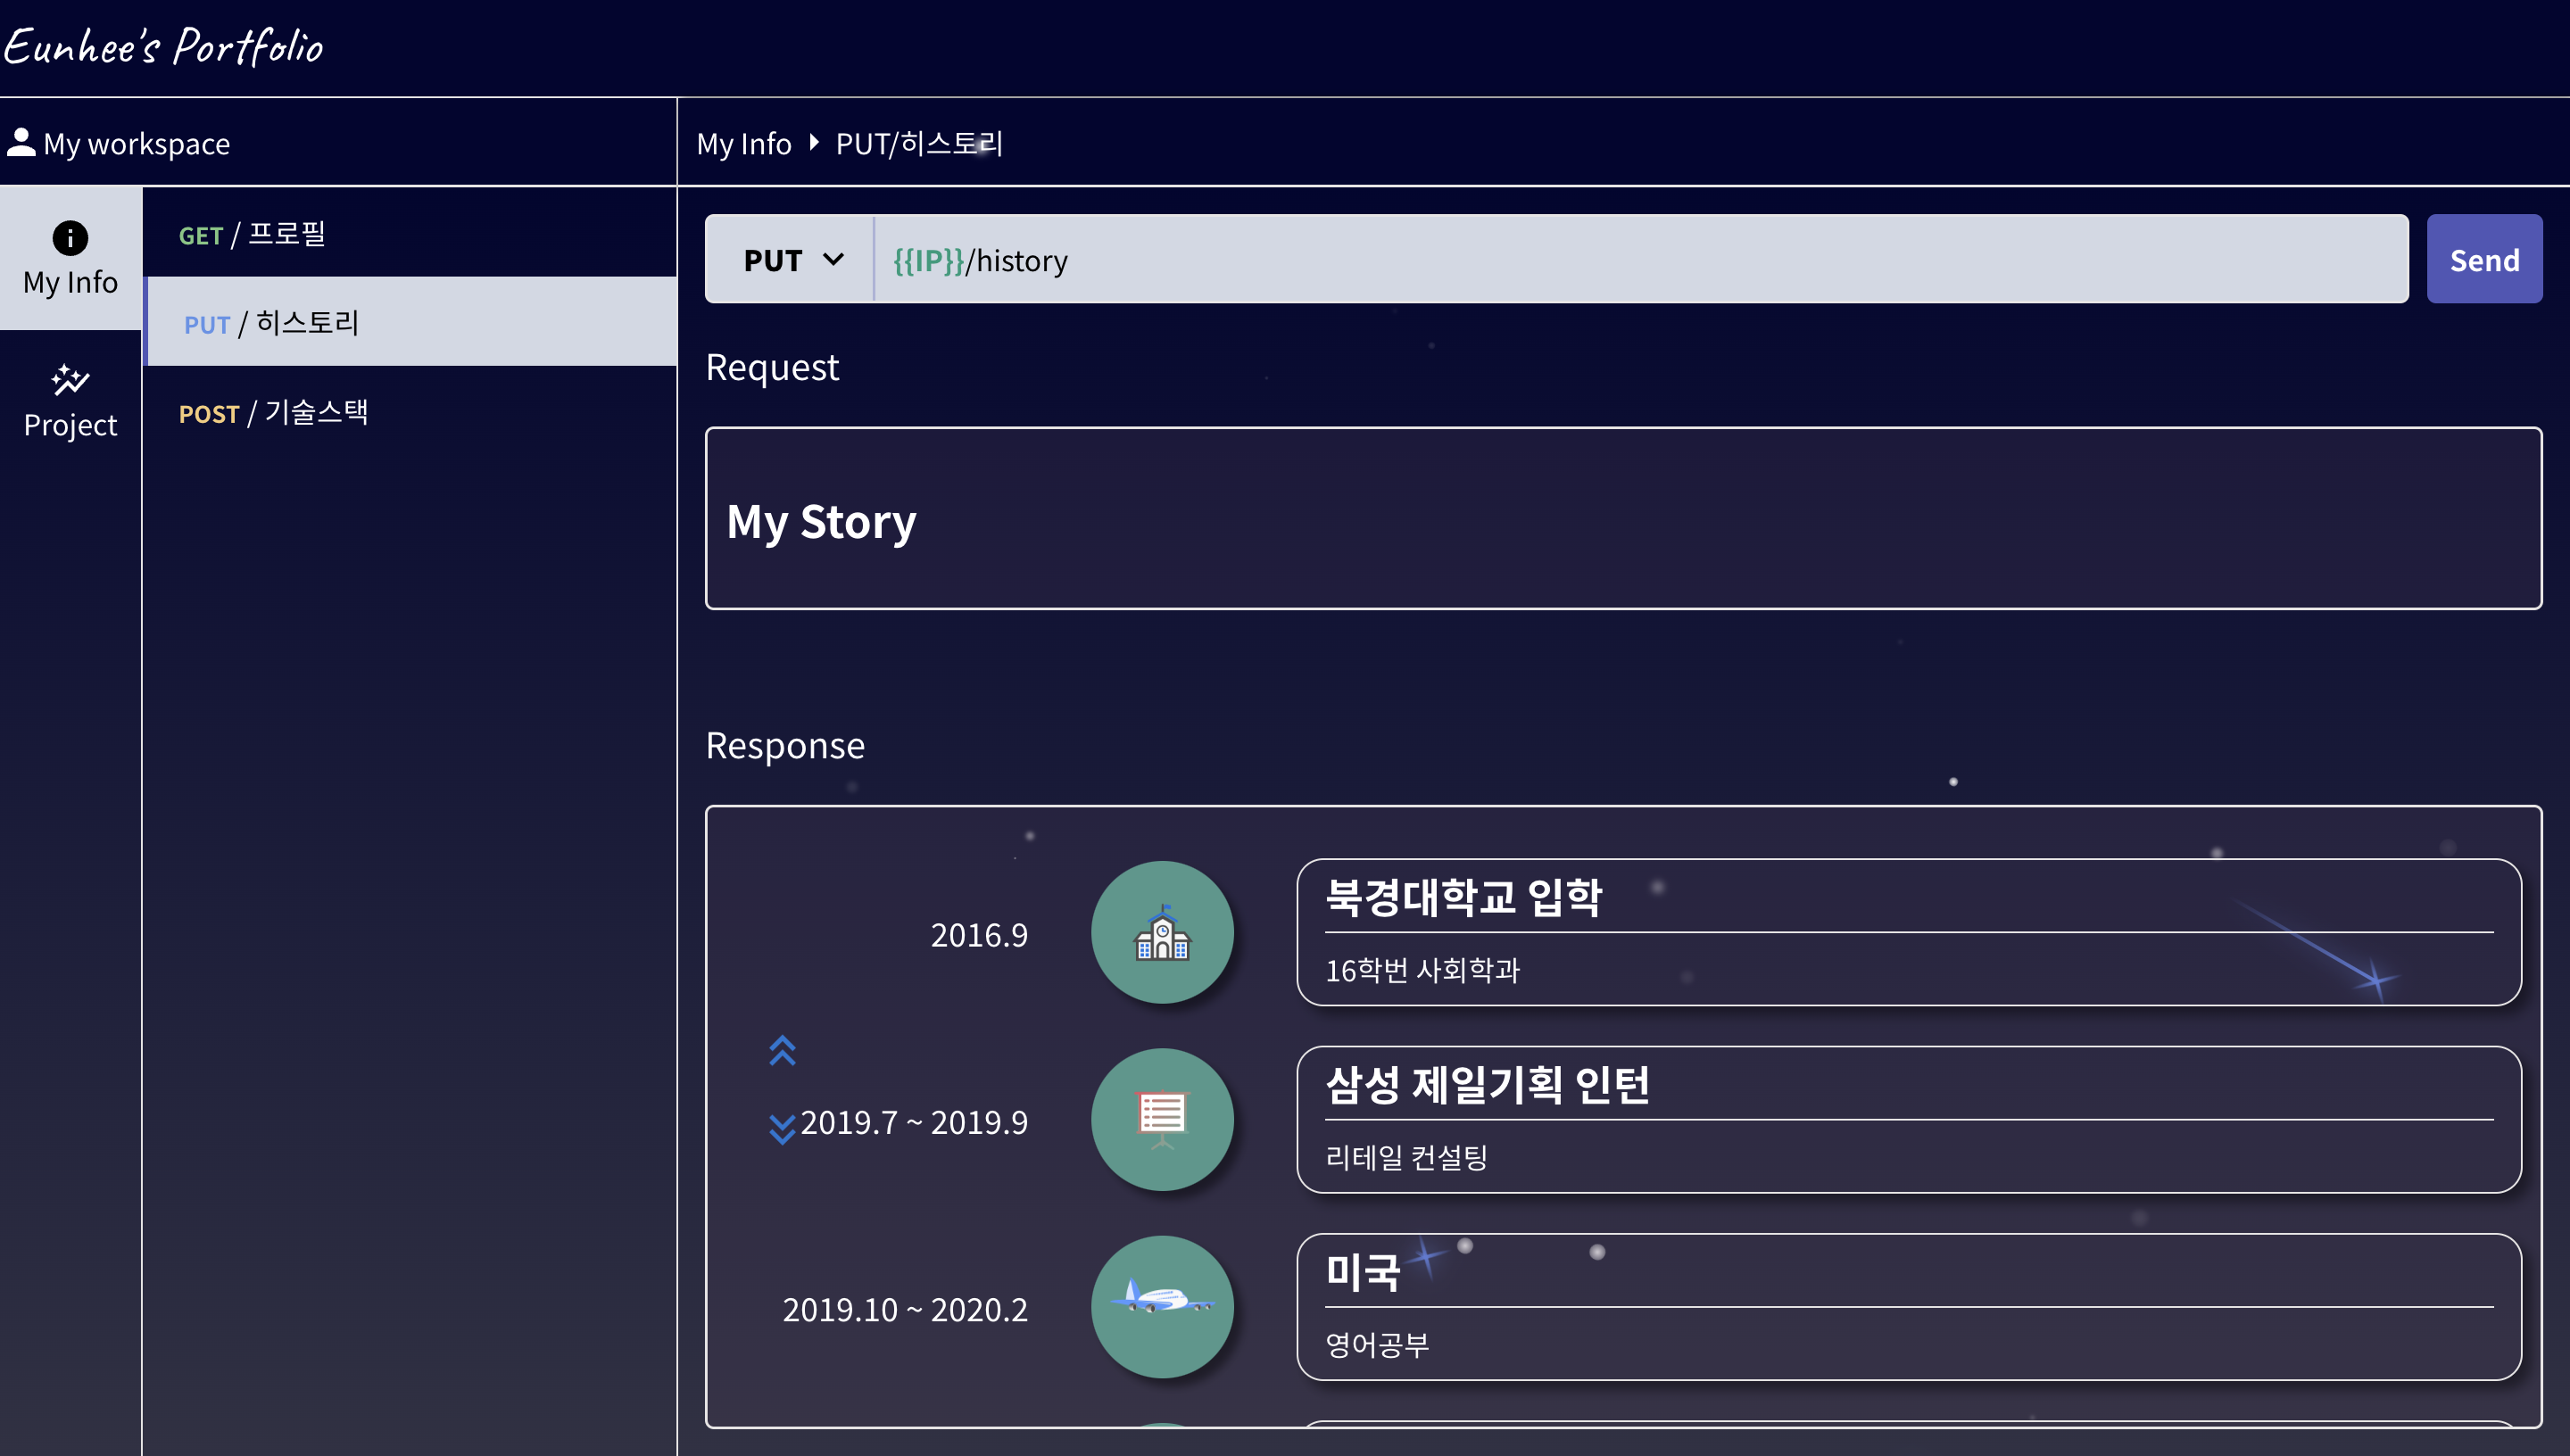 Eunhee's Portfolio
My workspace
My Info ▸ PUT/히스토리
My Info
Project
GET / 프로필
PUT / 히스토리
POST / 기술스택
PUT {{IP}}/history
Send
Request
My Story
Response
2016.9
북경대학교 입학
16학번 사회학과
2019.7 ~ 2019.9
삼성 제일기획 인턴
리테일 컨설팅
2019.10 ~ 2020.2
미국
영어공부